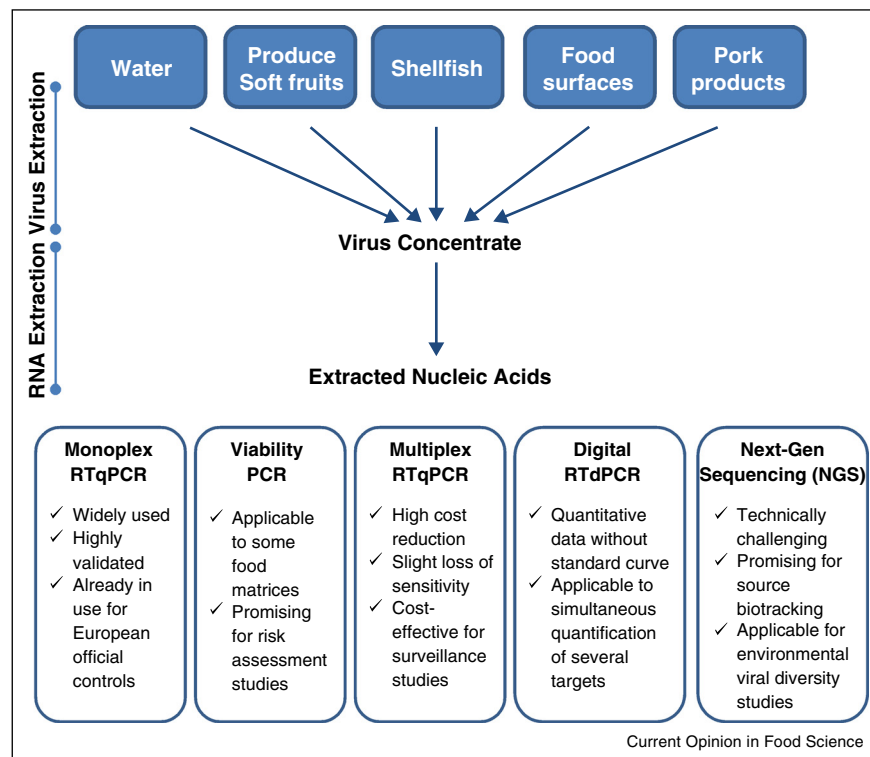 Water
Produce
Soft fruits
Shellfish
Food
surfaces
Pork
products
Virus Extraction
Virus Concentrate
RNA Extraction
Extracted Nucleic Acids
Monoplex
RTqPCR
✓ Widely used
✓ Highly
validated
✓ Already in
use for
European
official
controls
Viability
PCR
✓ Applicable
to some
food
matrices
✓ Promising
for risk
assessment
studies
Multiplex
RTqPCR
✓ High cost
reduction
✓ Slight loss of
sensitivity
✓ Cost-
effective for
surveillance
studies
Digital
RTdPCR
✓ Quantitative
data without
standard curve
✓ Applicable to
simultaneous
quantification
of several
targets
Next-Gen
Sequencing (NGS)
✓ Technically
challenging
✓ Promising for
source
biotracking
✓ Applicable for
environmental
viral diversity
studies
Current Opinion in Food Science